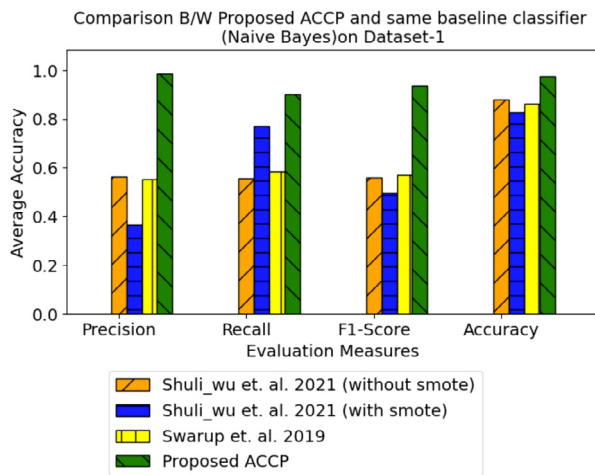 Comparison B/W Proposed ACCP and same baseline classifier
(Naive Bayes)on Dataset-1
Average Accuracy
1.0
0.8
0.6
0.4
0.2
0.0
Precision Recall F1-Score Accuracy
Evaluation Measures
Shuli_wu et. al. 2021 (without smote)
Shuli_wu et. al. 2021 (with smote)
Swarup et. al. 2019
Proposed ACCP